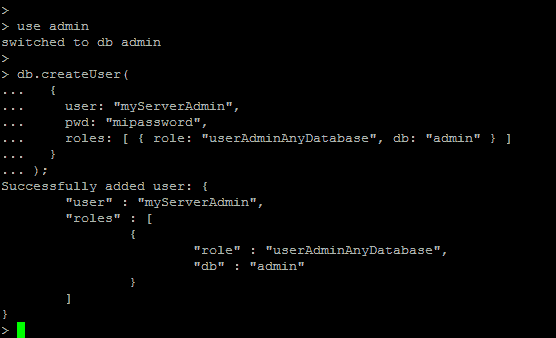 >
> use admin
switched to db admin
>
> db.createUser(
...   {
...     user: "myServerAdmin",
...     pwd: "mipassword",
...     roles: [ { role: "userAdminAnyDatabase", db: "admin" } ]
...   }
... );
Successfully added user: {
        "user" : "myServerAdmin",
        "roles" : [
                {
                        "role" : "userAdminAnyDatabase",
                        "db" : "admin"
                }
        ]
}
>